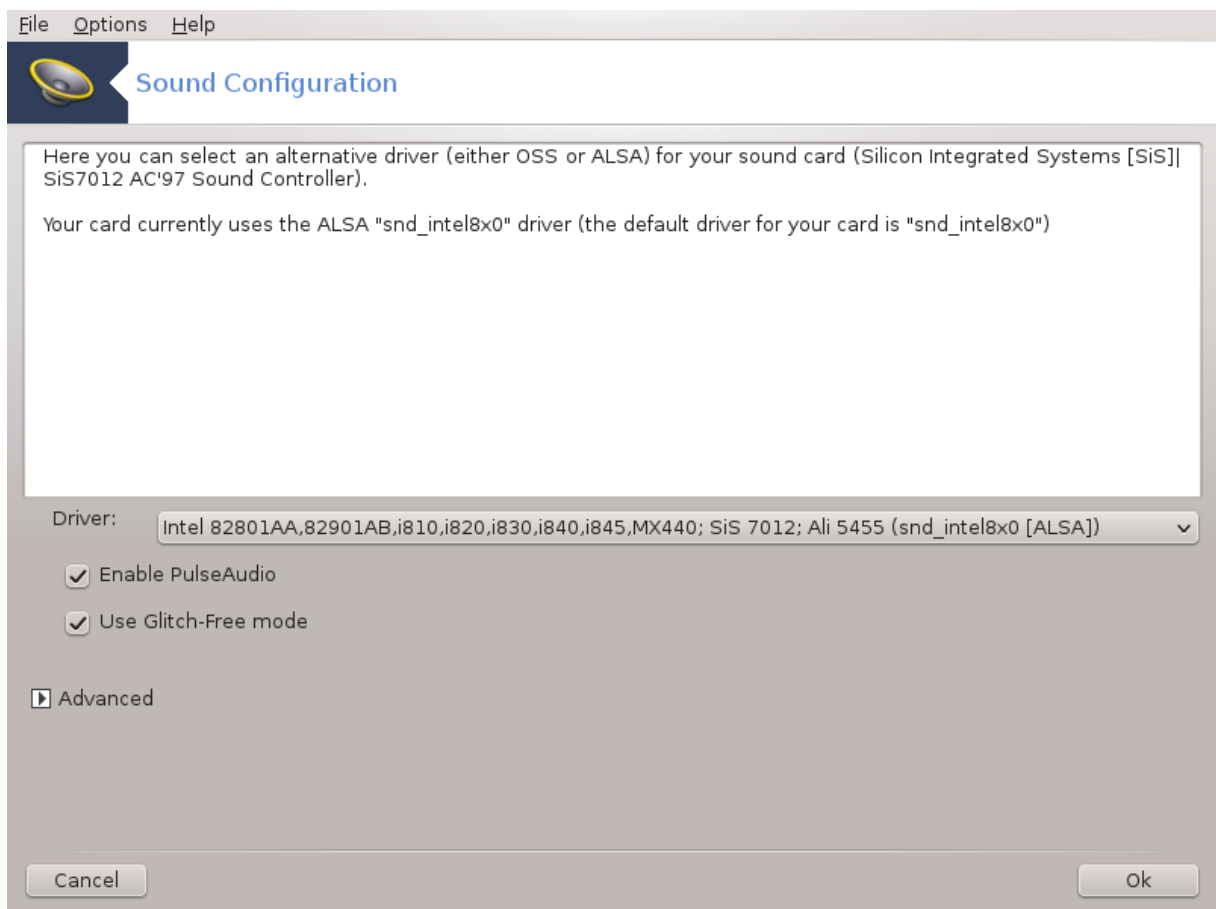 File Options Help
Sound Configuration
Here you can select an alternative driver (either OSS or ALSA) for your sound card (Silicon Integrated Systems [SiS]|
SiS7012 AC'97 Sound Controller).
Your card currently uses the ALSA "snd_intel8x0" driver (the default driver for your card is "snd_intel8x0")
Driver:
Intel 82801AA,82901AB,i810,i820,i830,i840,i845,MX440; SiS 7012; Ali 5455 (snd_intel8x0 [ALSA])
Enable PulseAudio
Use Glitch-Free mode
Advanced
Cancel
Ok